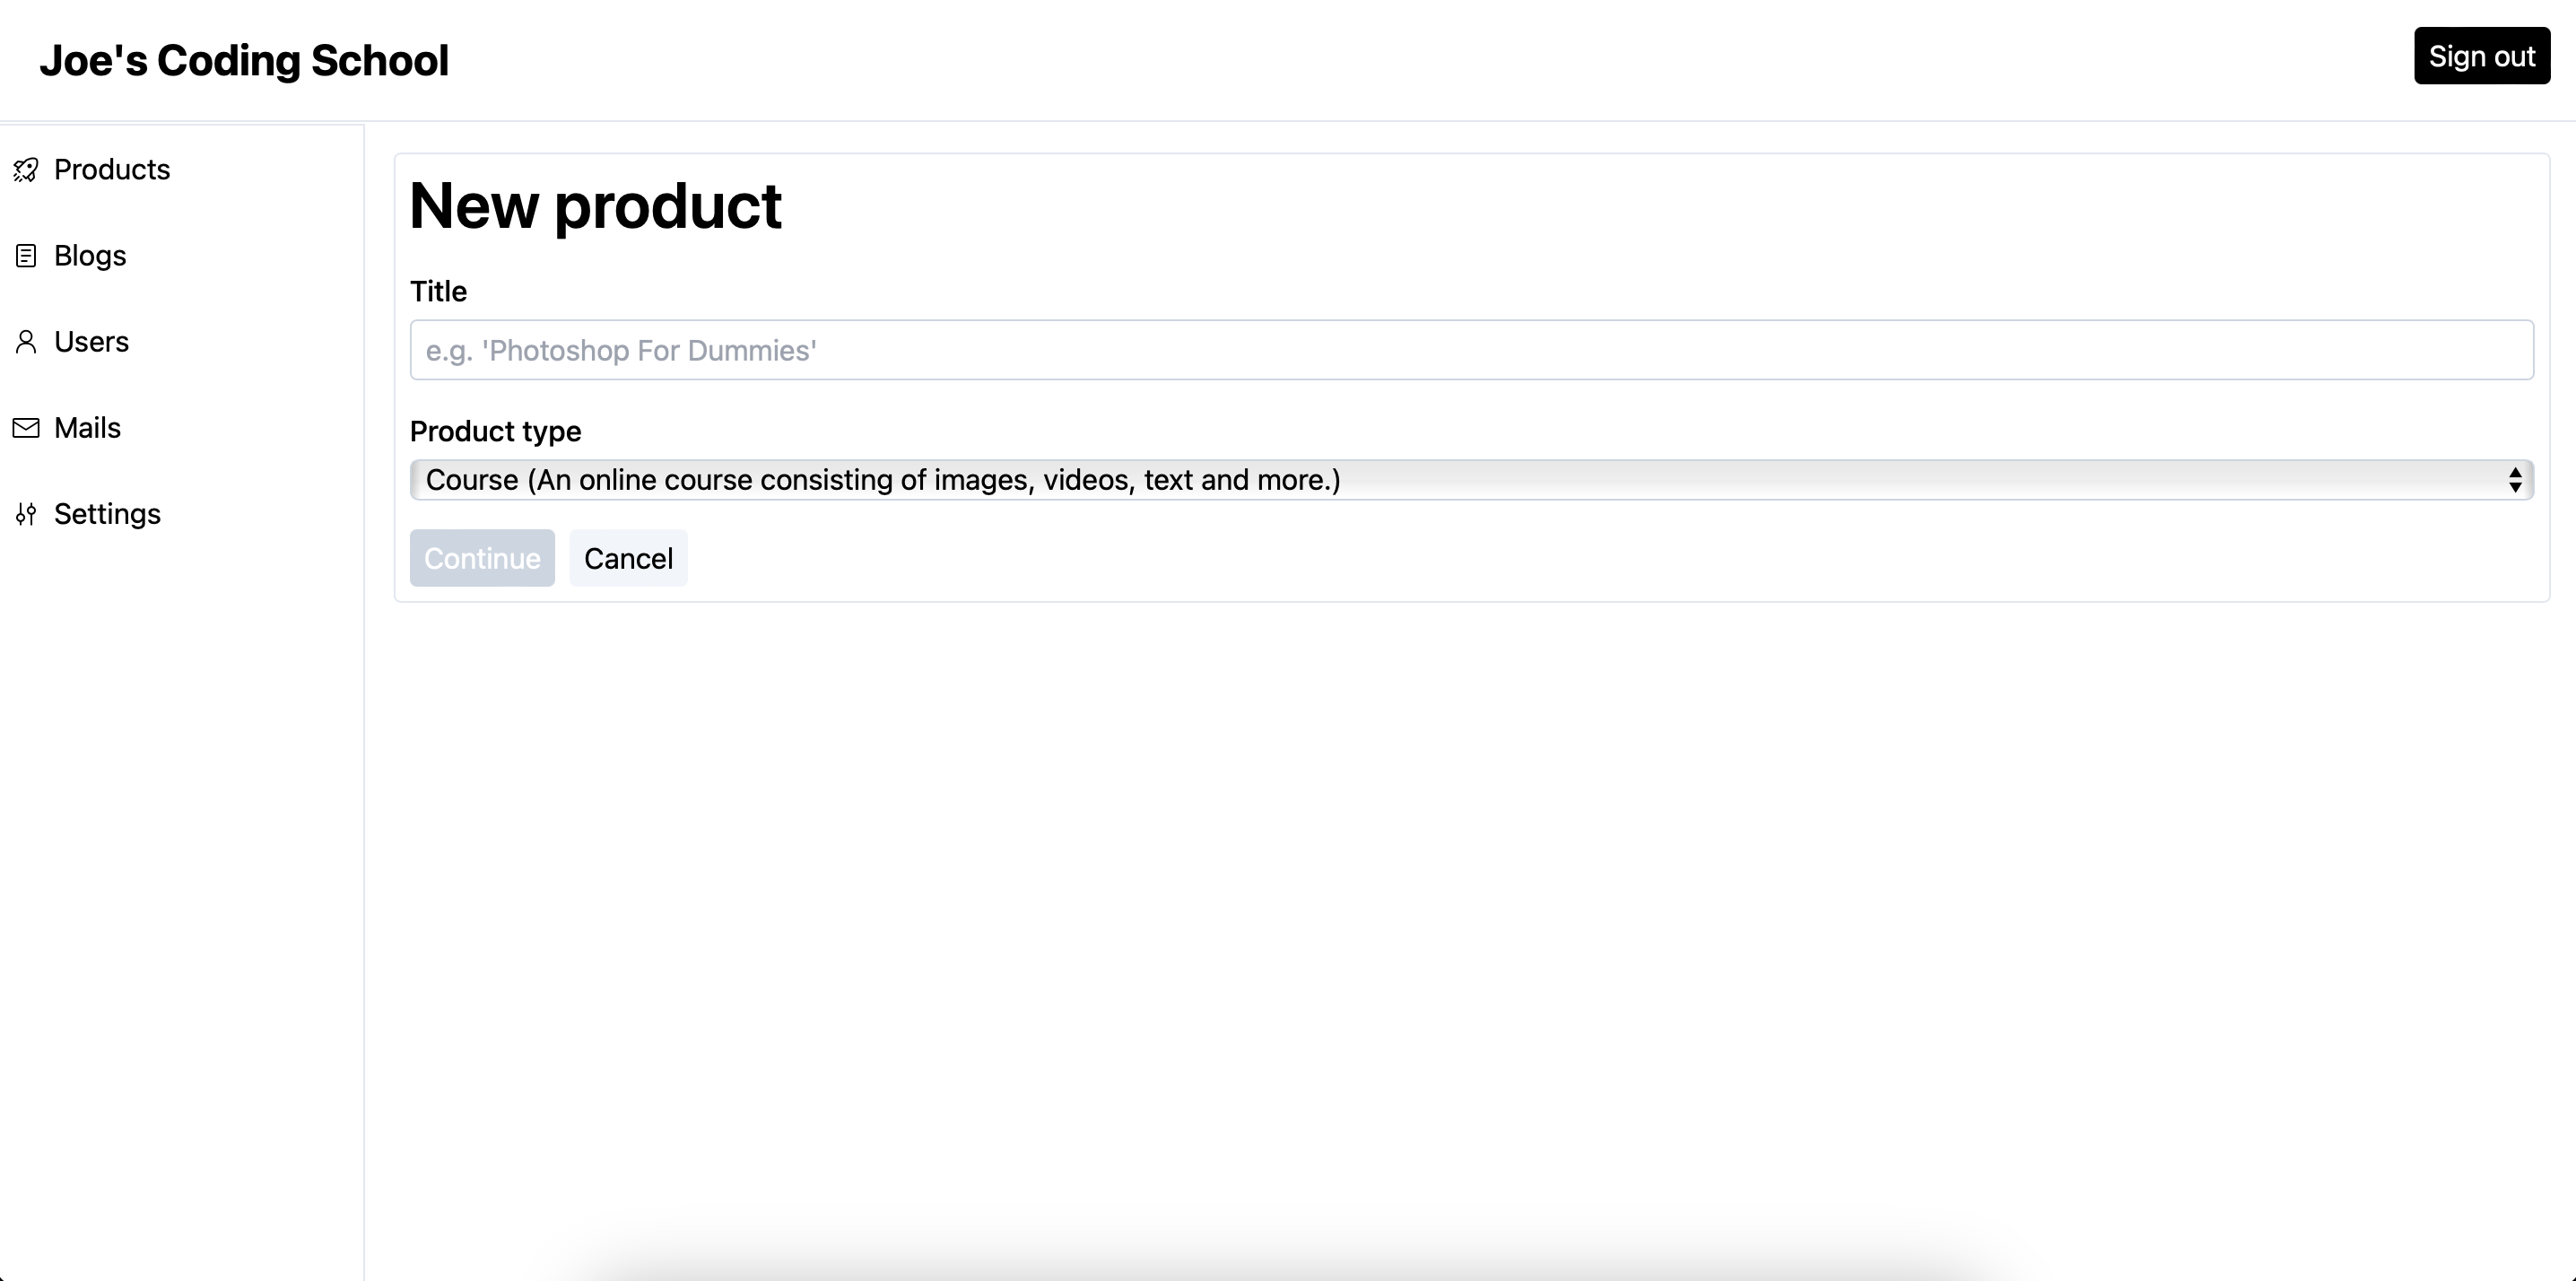 Joe's Coding School
Sign out
Products
Blogs
Users
Mails
Settings
New product
Title
e.g. 'Photoshop For Dummies'
Product type
Course (An online course consisting of images, videos, text and more.)
Continue
Cancel